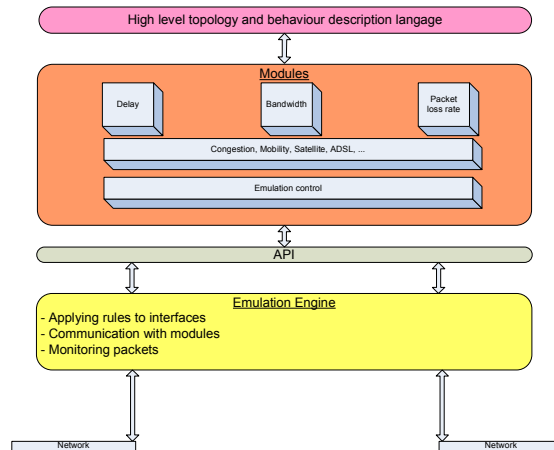 High level topology and behaviour description langage
Modules
Delay
Bandwidth
Packet
loss rate
Congestion, Mobility, Satellite, ADSL, ...
Emulation control
API
Emulation Engine
- Applying rules to interfaces
- Communication with modules
- Monitoring packets
Network
Network